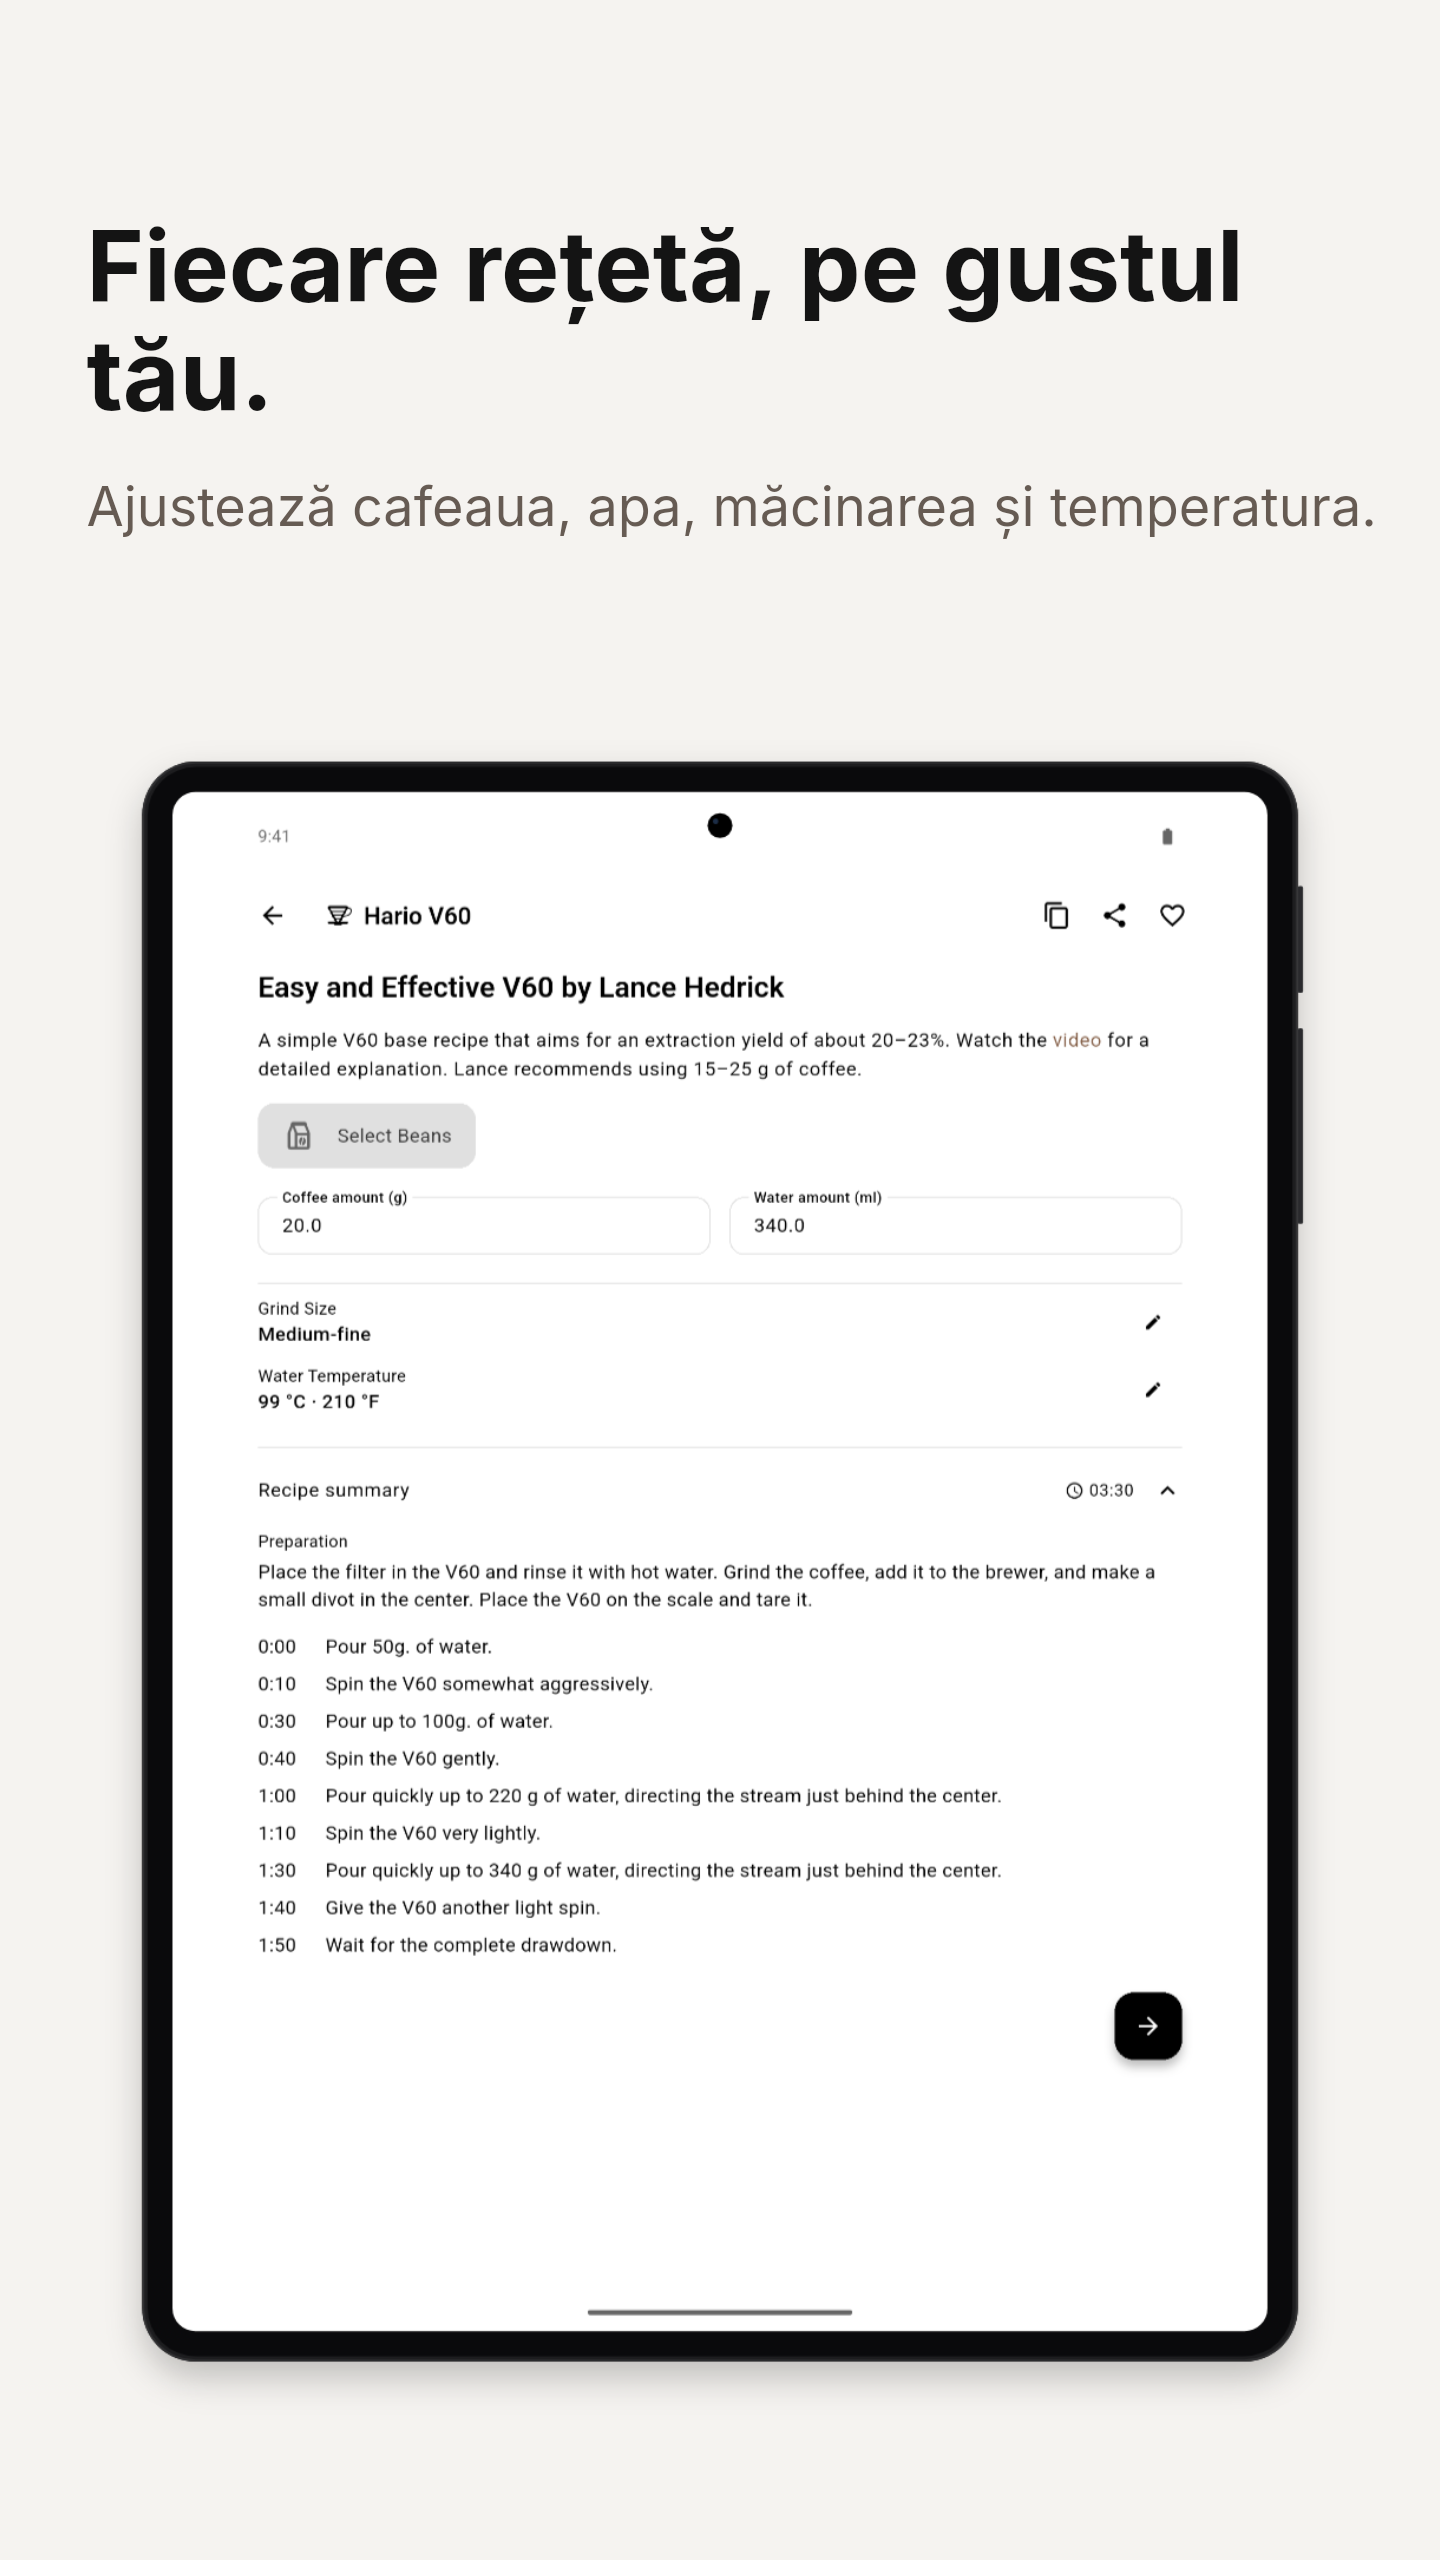 Fiecare rețetă, pe gustul
tău.
Ajustează cafeaua, apa, măcinarea și temperatura.
9:41
Hario V60
Easy and Effective V60 by Lance Hedrick
A simple V60 base recipe that aims for an extraction yield of about 20–23%. Watch the video for a
detailed explanation. Lance recommends using 15–25 g of coffee.
Select Beans
Coffee amount (g)
20.0
Water amount (ml)
340.0
Grind Size
Medium-fine
Water Temperature
99 °C · 210 °F
Recipe summary
03:30
Preparation
Place the filter in the V60 and rinse it with hot water. Grind the coffee, add it to the brewer, and make a
small divot in the center. Place the V60 on the scale and tare it.
0:00 Pour 50g. of water.
0:10 Spin the V60 somewhat aggressively.
0:30 Pour up to 100g. of water.
0:40 Spin the V60 gently.
1:00 Pour quickly up to 220 g of water, directing the stream just behind the center.
1:10 Spin the V60 very lightly.
1:30 Pour quickly up to 340 g of water, directing the stream just behind the center.
1:40 Give the V60 another light spin.
1:50 Wait for the complete drawdown.